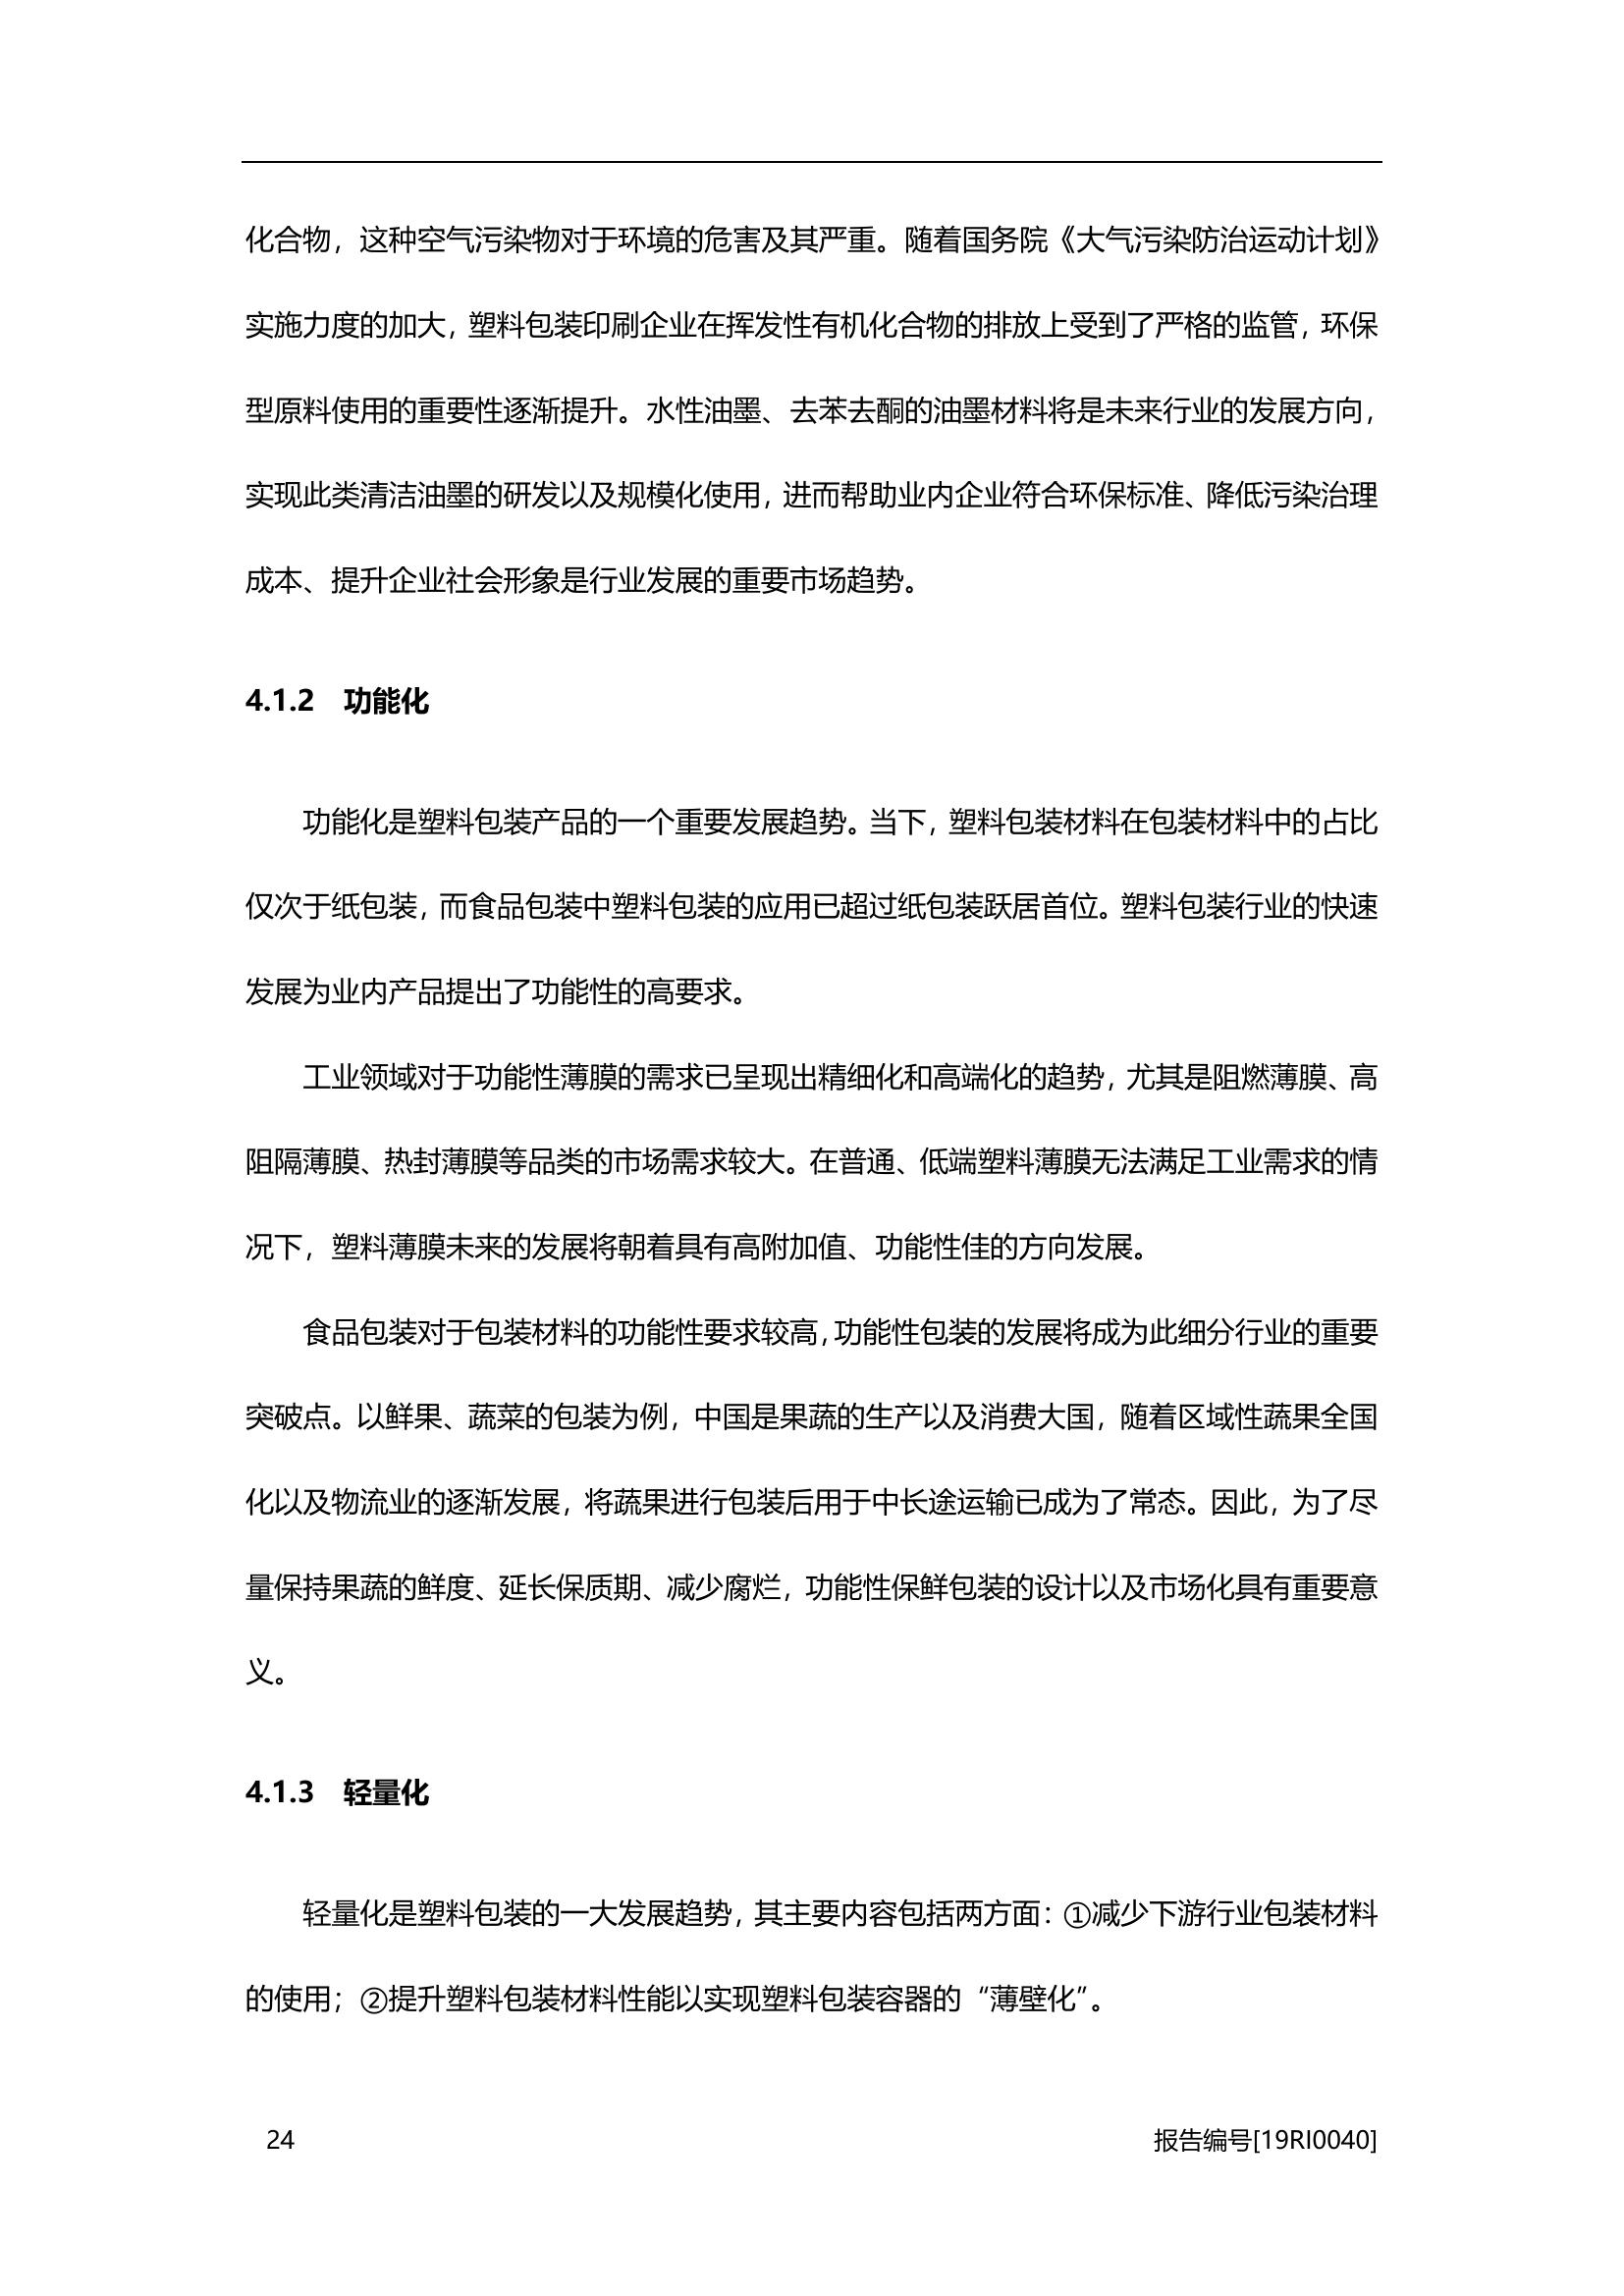 化合物，这种空气污染物对于环境的危害及其严重。随着国务院《大气污染防治运动计划》
实施力度的加大，塑料包装印刷企业在挥发性有机化合物的排放上受到了严格的监管，环保
型原料使用的重要性逐渐提升。水性油墨、去苯去酮的油墨材料将是未来行业的发展方向，
实现此类清洁油墨的研发以及规模化使用，进而帮助业内企业符合环保标准、降低污染治理
成本、提升企业社会形象是行业发展的重要市场趋势。
4.1.2 功能化
功能化是塑料包装产品的一个重要发展趋势。当下，塑料包装材料在包装材料中的占比
仅次于纸包装，而食品包装中塑料包装的应用已超过纸包装跃居首位。塑料包装行业的快速
发展为业内产品提出了功能性的高要求。
工业领域对于功能性薄膜的需求已呈现出精细化和高端化的趋势，尤其是阻燃薄膜、高
阻隔薄膜、热封薄膜等品类的市场需求较大。在普通、低端塑料薄膜无法满足工业需求的情
况下，塑料薄膜未来的发展将朝着具有高附加值、功能性佳的方向发展。
食品包装对于包装材料的功能性要求较高，功能性包装的发展将成为此细分行业的重要
突破点。以鲜果、蔬菜的包装为例，中国是果蔬的生产以及消费大国，随着区域性蔬果全国
化以及物流业的逐渐发展，将蔬果进行包装后用于中长途运输已成为了常态。因此，为了尽
量保持果蔬的鲜度、延长保质期、减少腐烂，功能性保鲜包装的设计以及市场化具有重要意
义。
4.1.3 轻量化
轻量化是塑料包装的一大发展趋势，其主要内容包括两方面：①减少下游行业包装材料
的使用；②提升塑料包装材料性能以实现塑料包装容器的“薄壁化”。
24 报告编号[19RI0040]